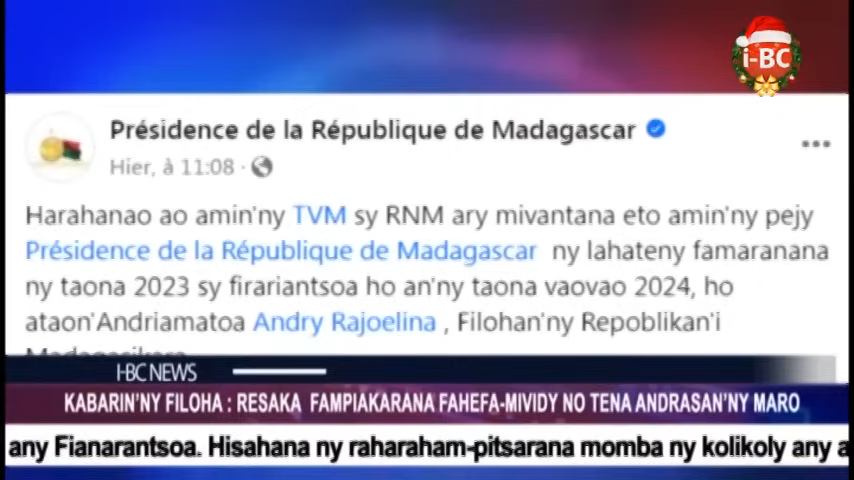 i-BC
Présidence de la République de Madagascar
Hier, à 11:08 ·
Harahanao ao amin'ny TVM sy RNM ary mivantana eto amin'ny pejy
Présidence de la République de Madagascar ny lahateny famaranana
ny taona 2023 sy firariantsoa ho an'ny taona vaovao 2024, ho
ataon'Andriamatoa Andry Rajoelina , Filohan'ny Repoblikan'i
Madagasikara
I-BC NEWS
KABARIN'NY FILOHA : RESAKA FAMPIAKARANA FAHEFA-MIVIDY NO TENA ANDRASAN'NY MARO
any Fianarantsoa. Hisahana ny raharaham-pitsarana momba ny kolikoly any a